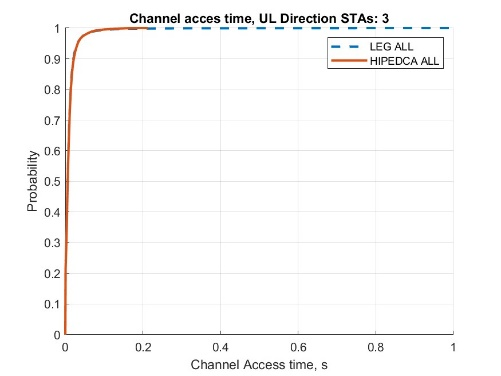 Channel acces time, UL Direction STAs: 3
LEG ALL
HIPEDCA ALL
Probability
1
0.9
0.8
0.7
0.6
0.5
0.4
0.3
0.2
0.1
0
0 0.2 0.4 0.6 0.8 1
Channel Access time, s